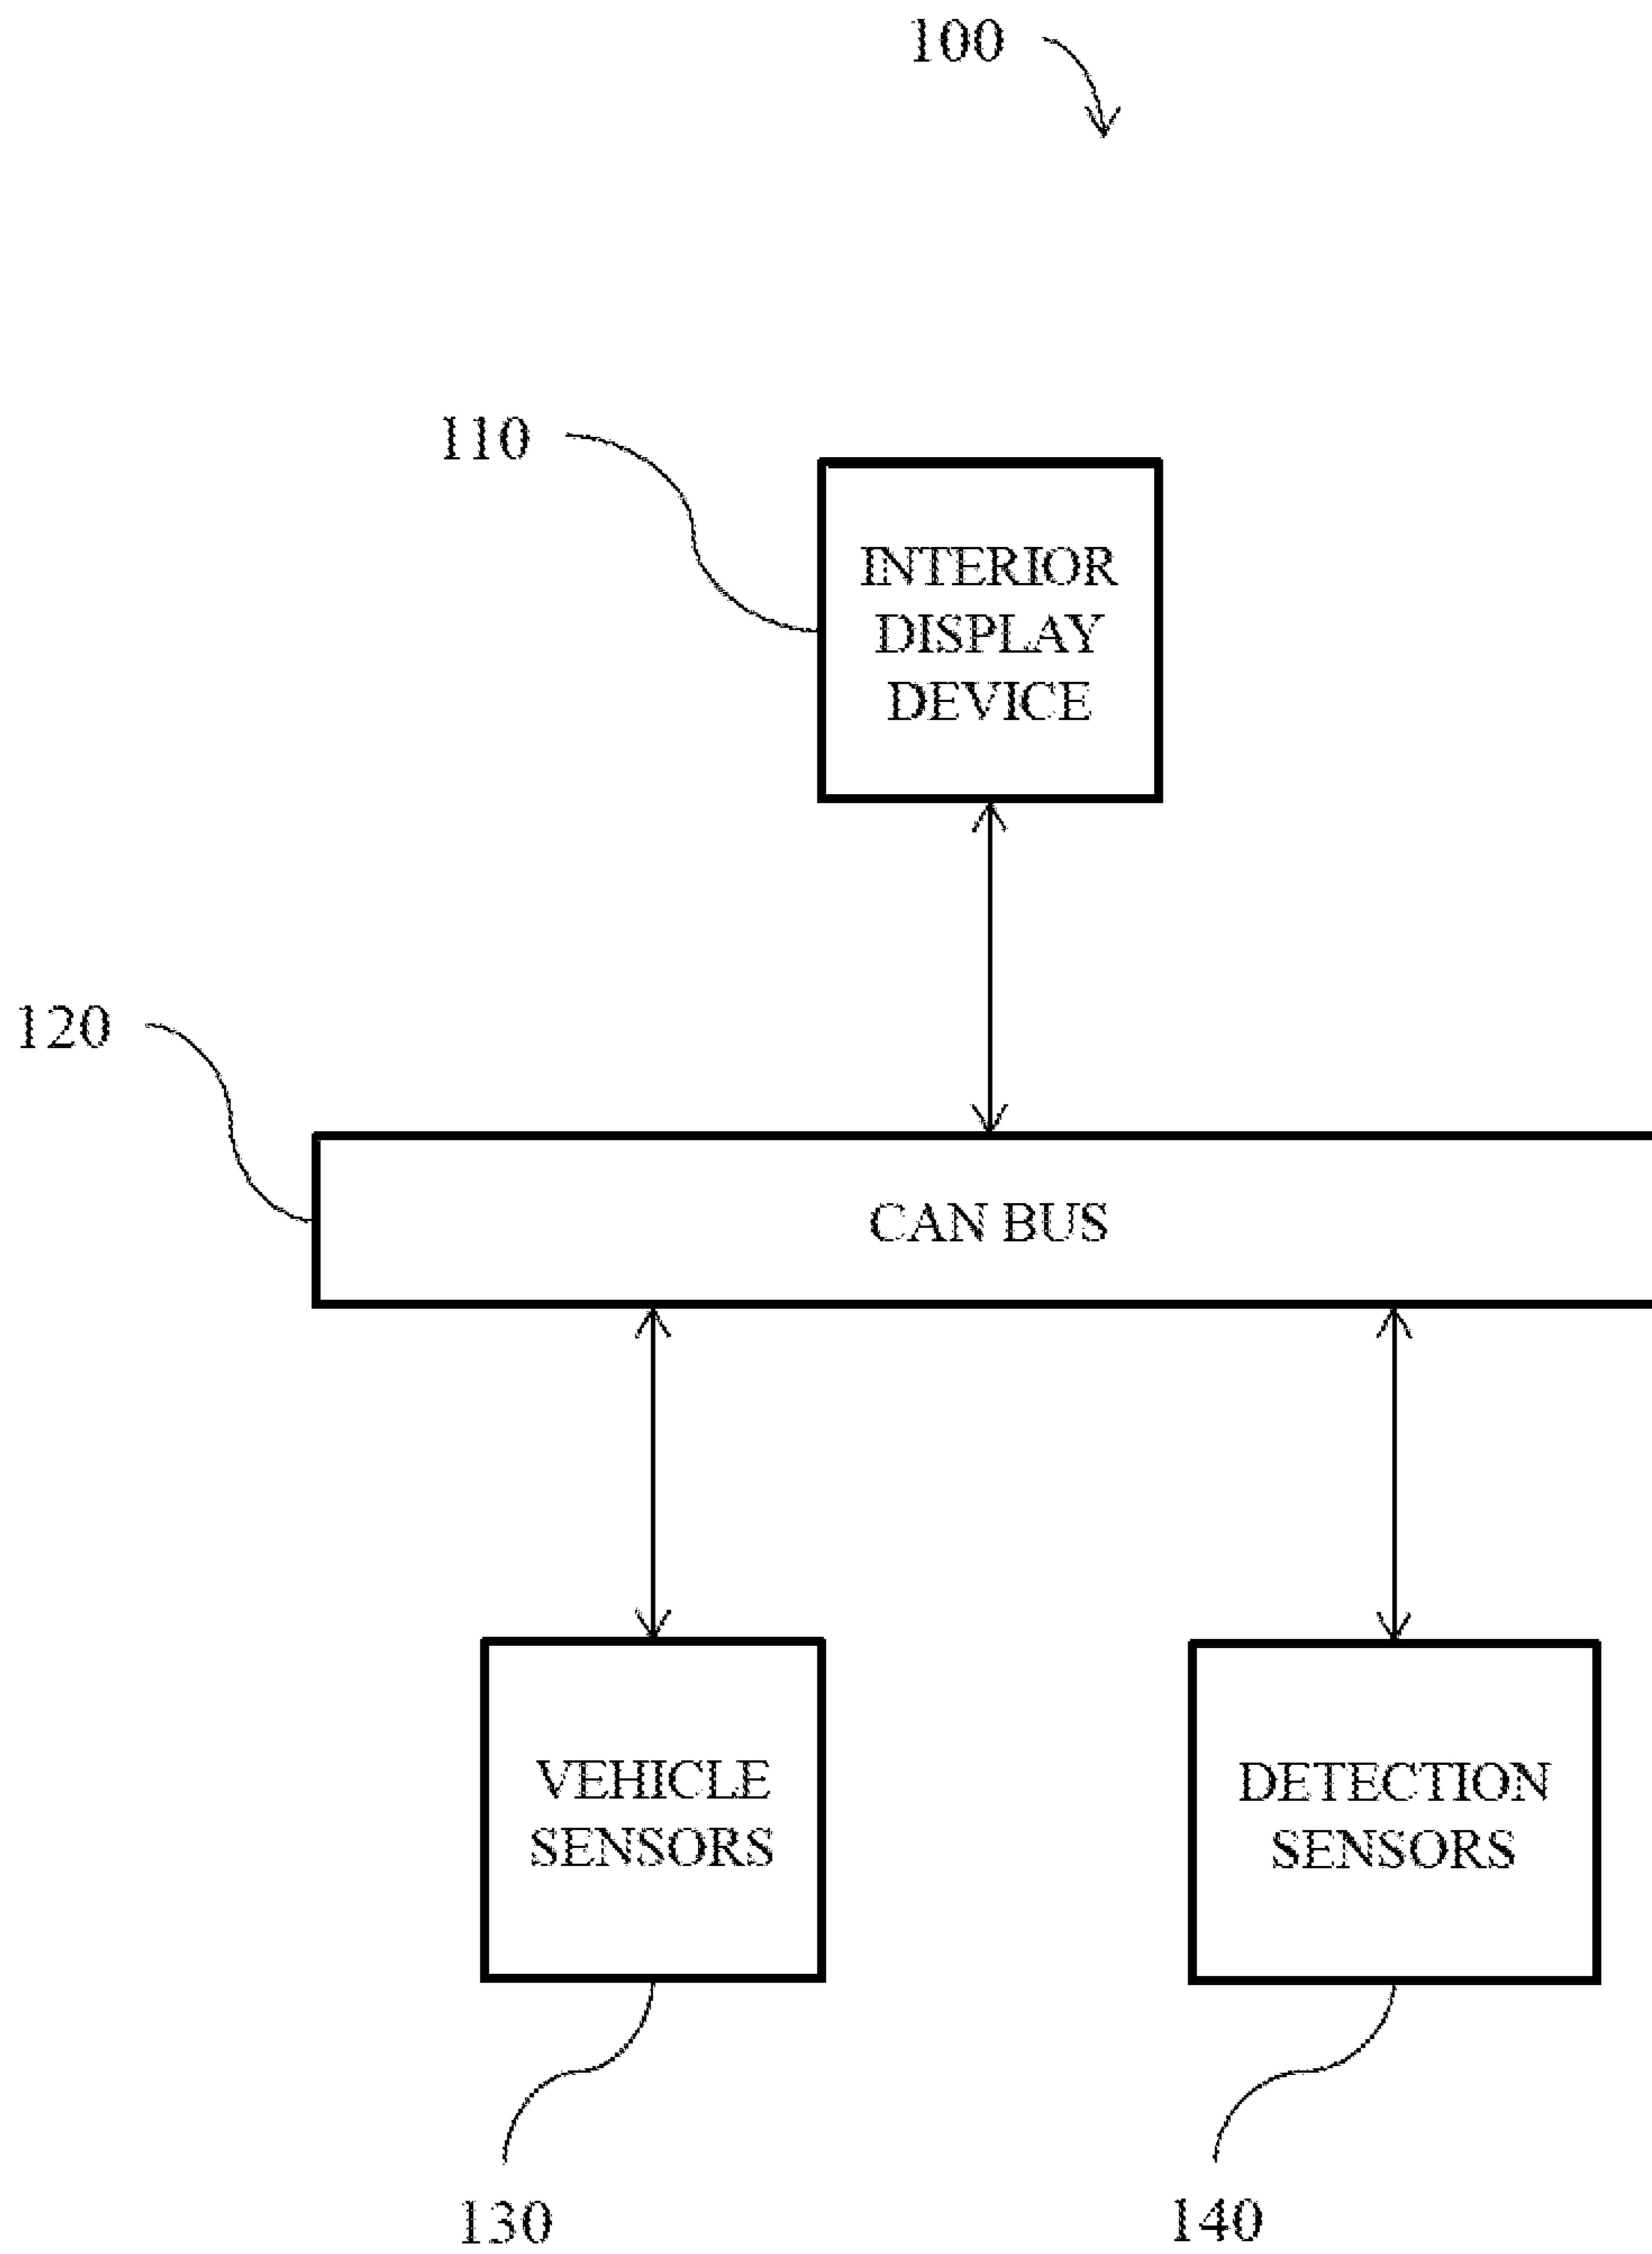 100
110
INTERIOR
DISPLAY
DEVICE
120
CAN BUS
VEHICLE
SENSORS
DETECTION
SENSORS
130
140